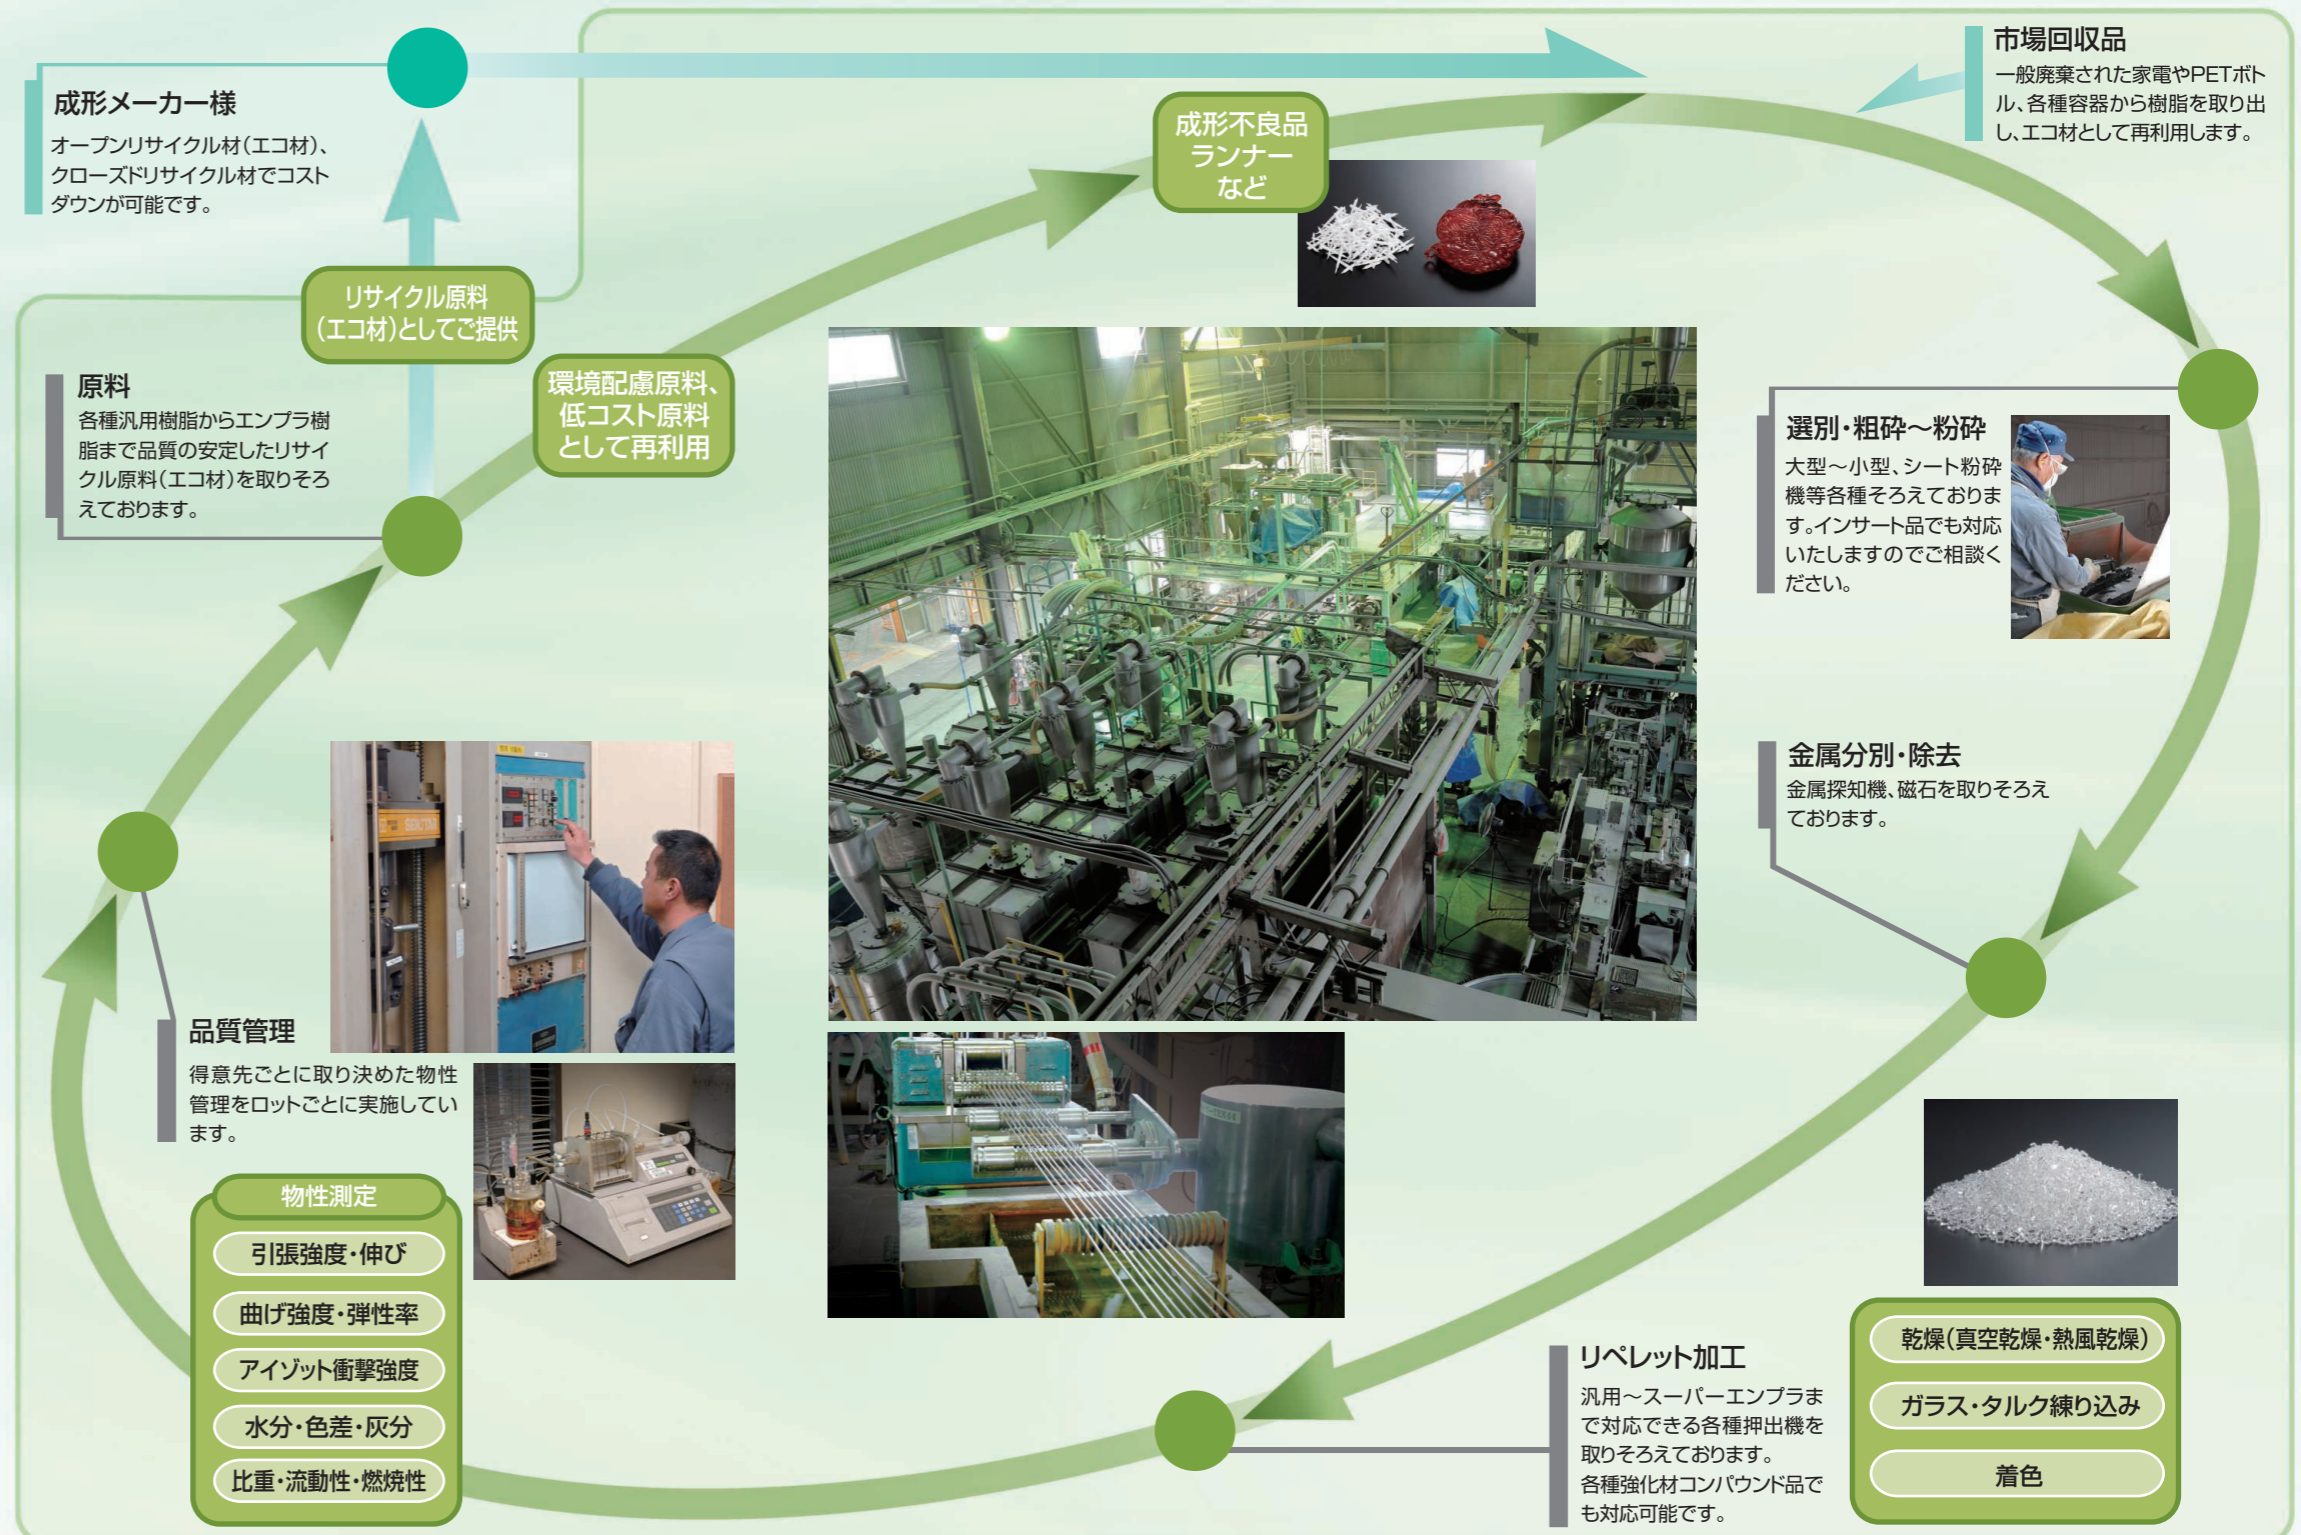 成形メーカー様
オープンリサイクル材（エコ材）、
クローズドリサイクル材でコスト
ダウンが可能です。
市場回収品
一般廃棄された家電やPETボト
ル、各種容器から樹脂を取り出
し、エコ材として再利用します。
成形不良品
ランナー
など
リサイクル原料
（エコ材）としてご提供
環境配慮原料、
低コスト原料
として再利用
原料
各種汎用樹脂からエンプラ樹
脂まで品質の安定したリサイ
クル原料（エコ材）を取りそろ
えております。
選別・粗砕〜粉砕
大型〜小型、シート粉砕
機等各種そろえておりま
す。インサート品でも対応
いたしますのでご相談く
ださい。
金属分別・除去
金属探知機、磁石を取りそろえ
ております。
品質管理
得意先ごとに取り決めた物性
管理をロットごとに実施してい
ます。
物性測定
引張強度・伸び
曲げ強度・弾性率
アイゾット衝撃強度
水分・色差・灰分
比重・流動性・燃焼性
リペレット加工
汎用〜スーパーエンプラま
で対応できる各種押出機を
取りそろえております。
各種強化材コンパウンド品で
も対応可能です。
乾燥（真空乾燥・熱風乾燥）
ガラス・タルク練り込み
着色